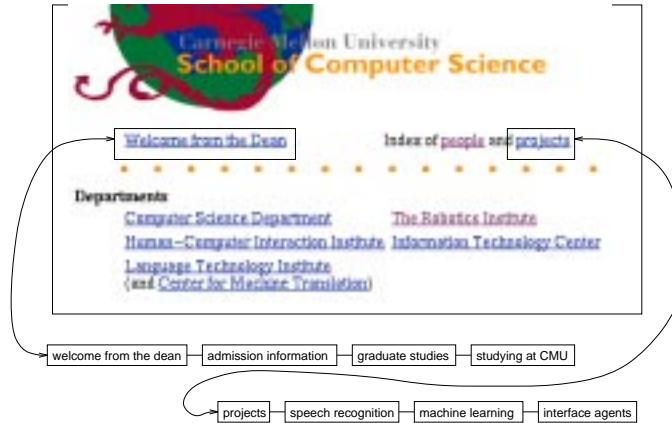 Carnegie Mellon University
School of Computer Science
Welcome from the Dean Index of people and projects
Departments
Computer Science Department The Robotics Institute
Human-Computer Interaction Institute Information Technology Center
Language Technology Institute
(and Center for Machine Translation)
welcome from the dean admission information graduate studies studying at CMU
projects speech recognition machine learning interface agents